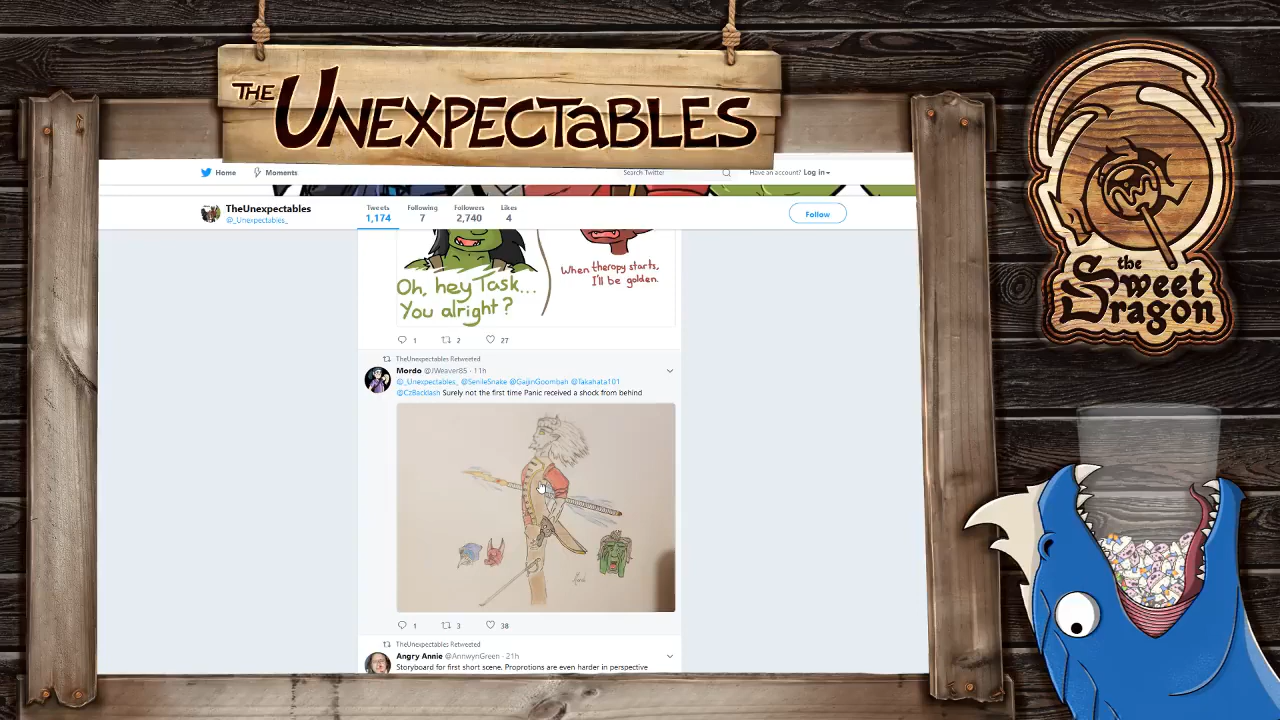 THE UNEXPECTABLES
the Sweet Dragon
Home Moments Search Twitter Have an account? Log in
TheUnexpectables
@_Unexpectables_
Tweets Following Followers Likes
1,174 7 2,740 4
Follow
Oh, hey Task...
You alright?
When therapy starts,
I'll be golden.
1 2 27
TheUnexpectables Retweeted
Mordo @JWeaver85 · 11h
@_Unexpectables_ @SenileSnake @GaijinGoombah @Takahata101
@CzBacklash Surely not the first time Panic received a shock from behind
1 3 38
TheUnexpectables Retweeted
Angry Annie @AnnwynGreen · 21h
Storyboard for first short scene. Proprotions are even harder in perspective